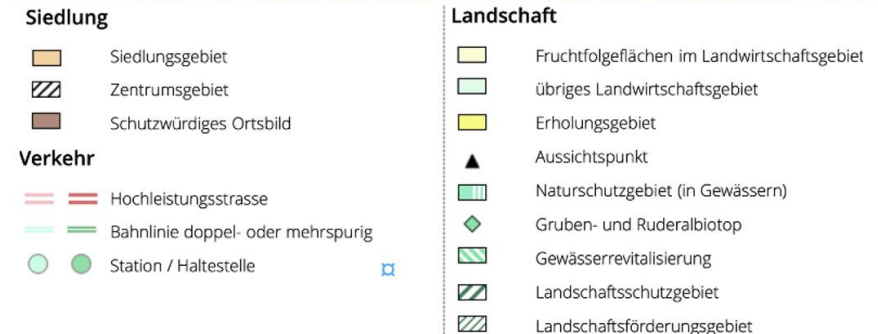 Siedlung
Siedlungsgebiet
Zentrumsgebiet
Schutzwürdiges Ortsbild
Verkehr
Hochleistungsstrasse
Bahnlinie doppel- oder mehrspurig
Station / Haltestelle
Landschaft
Fruchtfolgeflächen im Landwirtschaftsgebiet
übriges Landwirtschaftsgebiet
Erholungsgebiet
Aussichtspunkt
Naturschutzgebiet (in Gewässern)
Gruben- und Ruderalbiotop
Gewässerrevitalisierung
Landschaftsschutzgebiet
Landschaftsförderungsgebiet